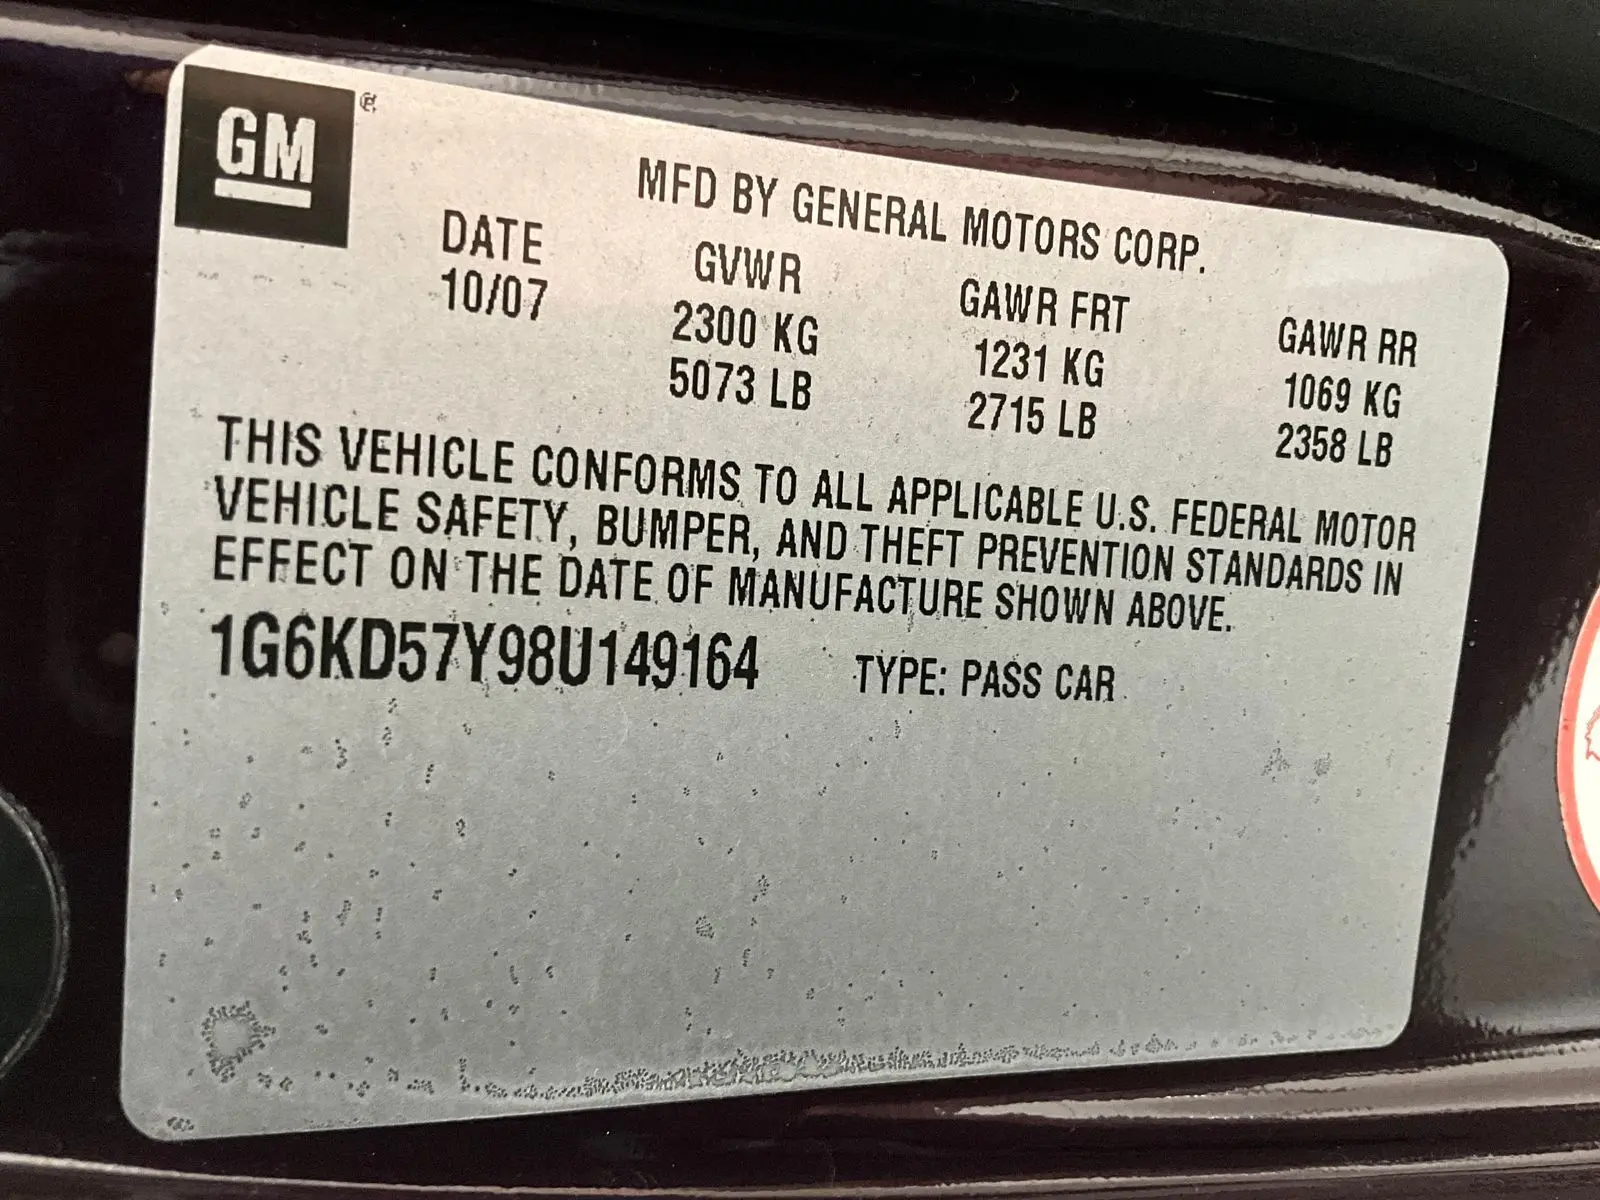 GM ®
MFD BY GENERAL MOTORS CORP.
DATE GVWR GAWR FRT GAWR RR
10/07 2300 KG 1231 KG 1069 KG
5073 LB 2715 LB 2358 LB
THIS VEHICLE CONFORMS TO ALL APPLICABLE U.S. FEDERAL MOTOR
VEHICLE SAFETY, BUMPER, AND THEFT PREVENTION STANDARDS IN
EFFECT ON THE DATE OF MANUFACTURE SHOWN ABOVE.
1G6KD57Y98U149164 TYPE: PASS CAR